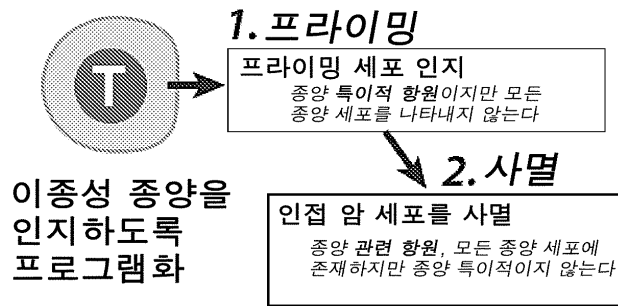 1. 프라이밍
T
프라이밍 세포 인지
종양 특이적 항원이지만 모든
종양 세포를 나타내지 않는다
이종성 종양을
인지하도록
프로그램화
2. 사멸
인접 암 세포를 사멸
종양 관련 항원, 모든 종양 세포에
존재하지만 종양 특이적이지 않는다